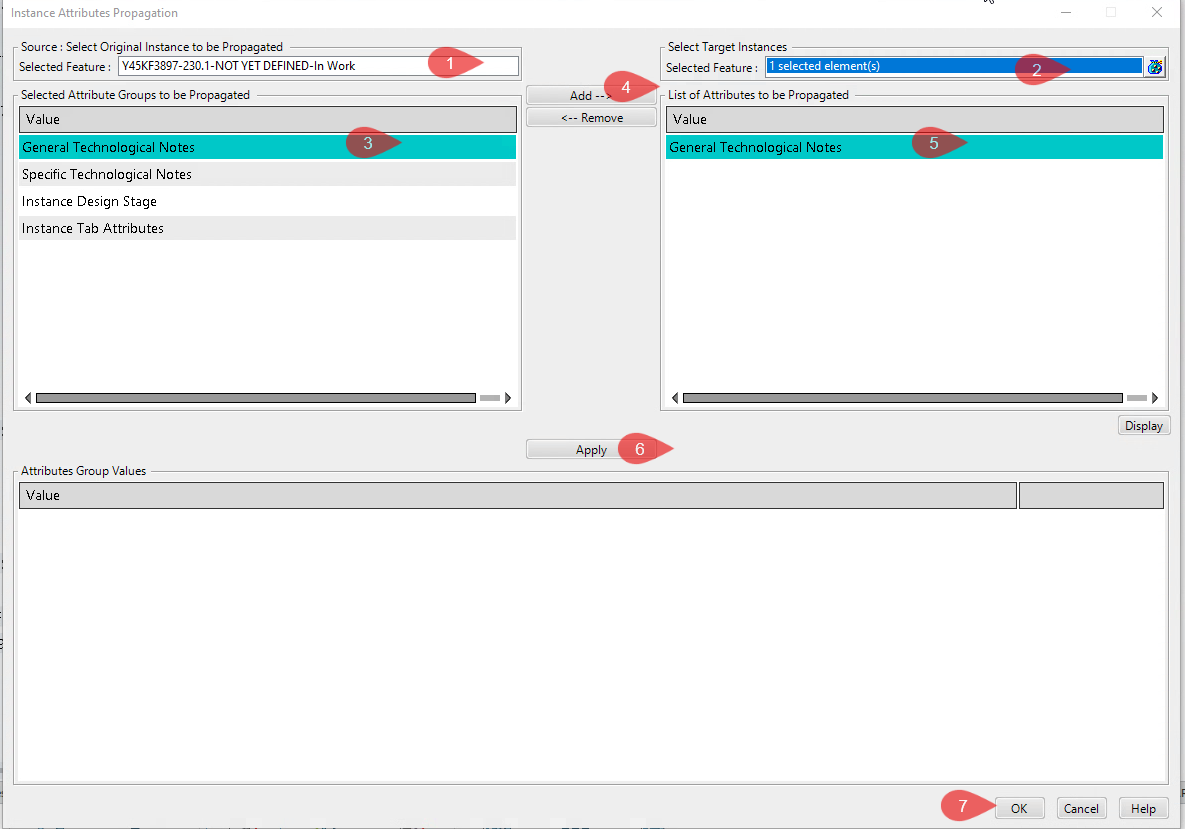 Instance Attributes Propagation
Source : Select Original Instance to be Propagated
Selected Feature : Y45KF3897-230.1-NOT YET DEFINED-In Work 1
Select Target Instances
Selected Feature : 1 selected element(s) 2
Selected Attribute Groups to be Propagated
Value
General Technological Notes 3
Specific Technological Notes
Instance Design Stage
Instance Tab Attributes
Add --> 4
<-- Remove
List of Attributes to be Propagated
Value
General Technological Notes 5
Display
Apply 6
Attributes Group Values
Value
7 OK Cancel Help